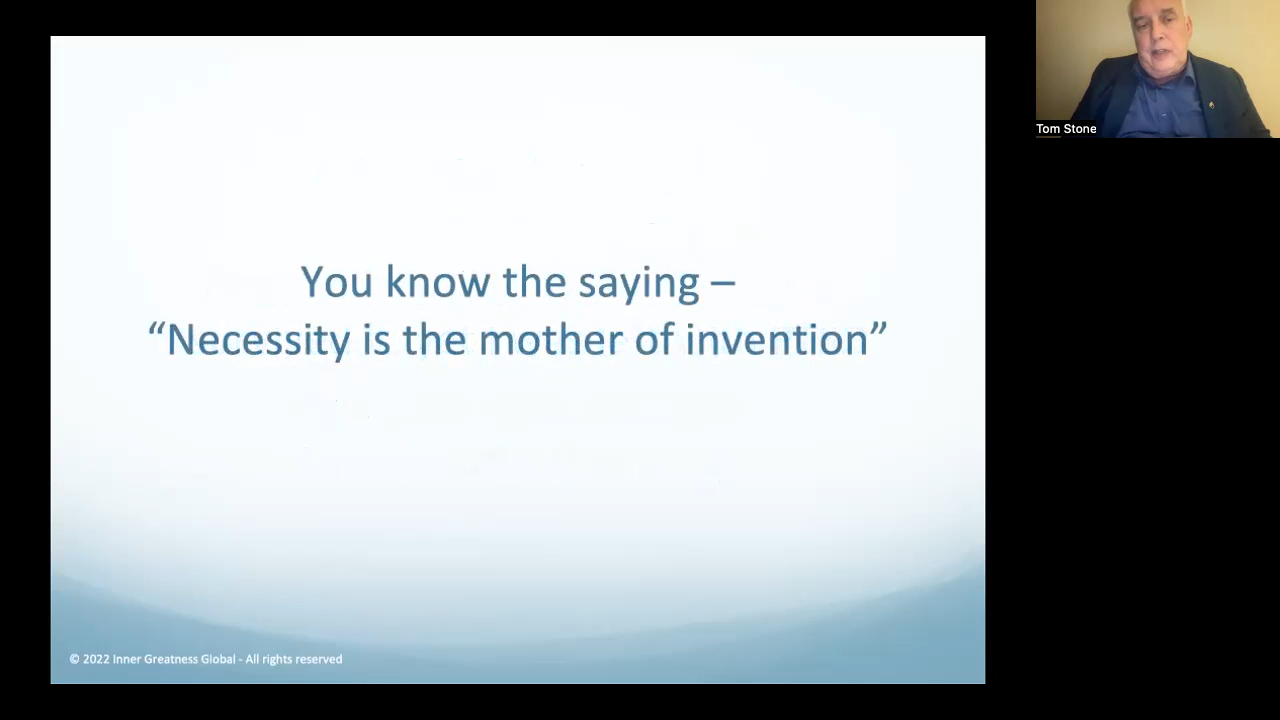 Tom Stone
You know the saying –
“Necessity is the mother of invention”
© 2022 Inner Greatness Global - All rights reserved